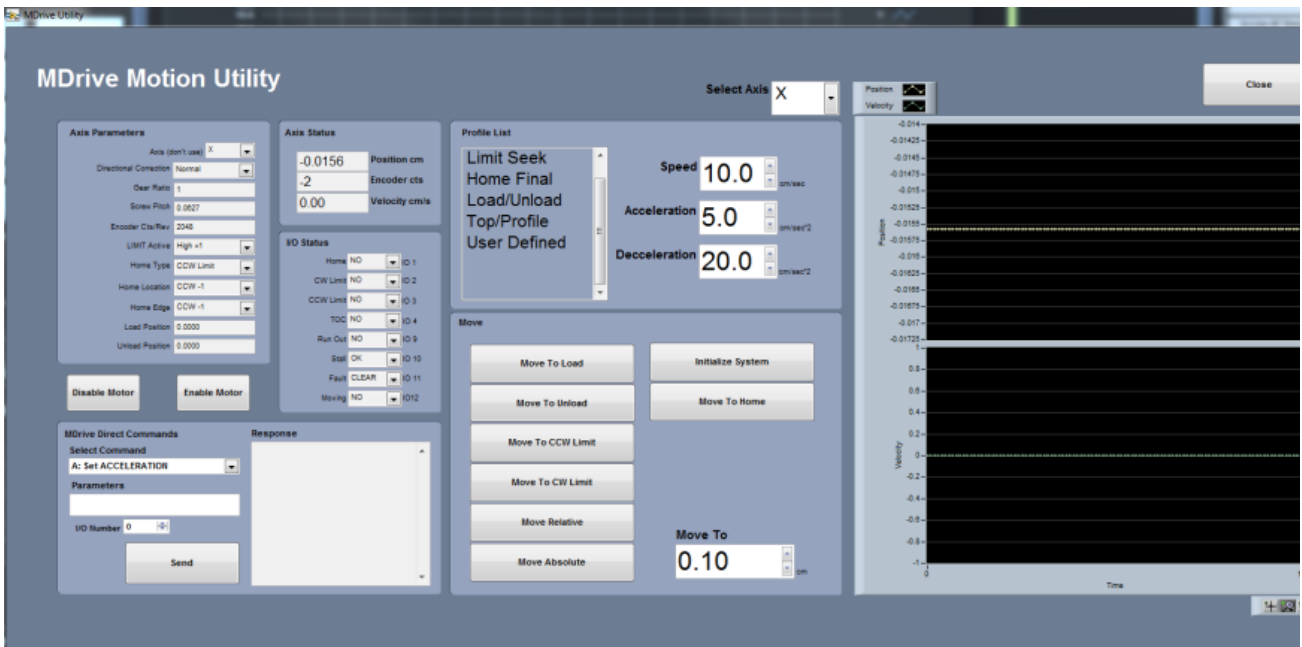 MDrive Utility
MDrive Motion Utility
Select Axis X
Position
Velocity
Close
Axis Parameters
Axis (don't use) X
Directional Correction Normal
Gear Ratio 1
Screw Pitch 0.0627
Encoder Cts/Rev 2048
LIMIT Active High +1
Home Type CCW Limit
Home Location CCW -1
Home Edge CCW -1
Load Position 0.0000
Unload Position 0.0000
Disable Motor
Enable Motor
Axis Status
-0.0156 Position cm
-2 Encoder cts
0.00 Velocity cm/s
I/O Status
Home NO IO 1
CW Limit NO IO 2
CCW Limit NO IO 3
TOC NO IO 4
Run Out NO IO 9
Stall OK IO 10
Fault CLEAR IO 11
Moving NO IO12
MDrive Direct Commands
Select Command
A: Set ACCELERATION
Parameters
I/O Number 0
Send
Response
Profile List
Limit Seek
Home Final
Load/Unload
Top/Profile
User Defined
Speed 10.0 cm/sec
Acceleration 5.0 cm/sec^2
Decceleration 20.0 cm/sec^2
Move
Move To Load
Move To Unload
Move To CCW Limit
Move To CW Limit
Move Relative
Move Absolute
Initialize System
Move To Home
Move To
0.10 cm
Position
-0.014
-0.01425
-0.0145
-0.01475
-0.015
-0.01525
-0.0155
-0.01575
-0.016
-0.01625
-0.0165
-0.01675
-0.017
-0.01725
Velocity
1
0.8
0.6
0.4
0.2
0
-0.2
-0.4
-0.6
-0.8
-1
0
Time